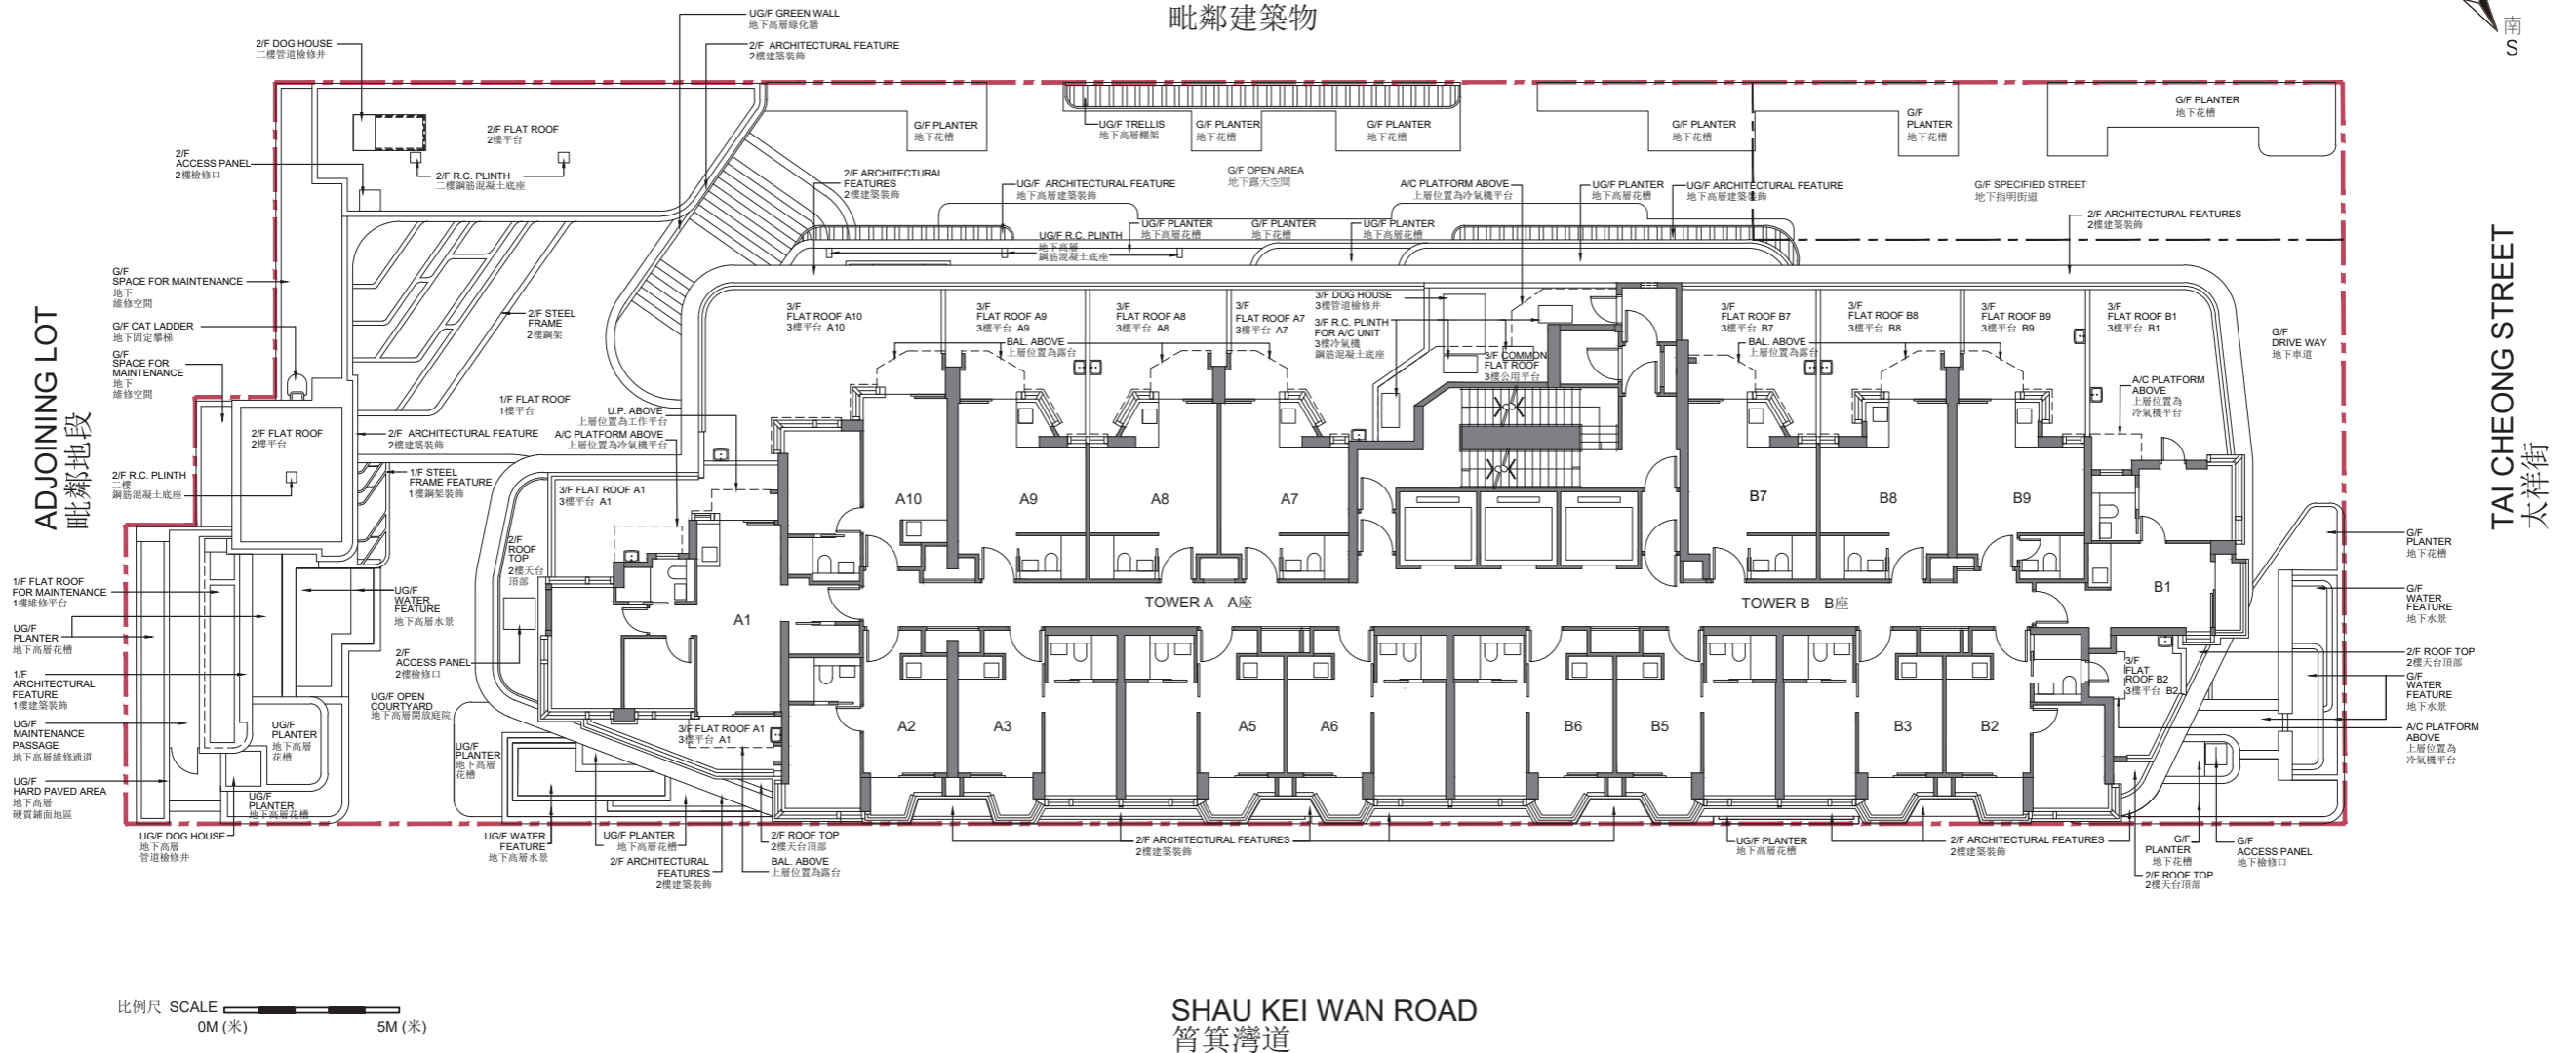 毗鄰建築物
南
S
UG/F GREEN WALL
地下高層綠化牆
2/F DOG HOUSE
二樓管道檢修井
2/F ARCHITECTURAL FEATURE
2樓建築裝飾
2/F FLAT ROOF
2樓平台
2/F
ACCESS PANEL
2樓檢修口
2/F R.C. PLINTH
二樓鋼筋混凝土底座
G/F PLANTER
地下花槽
UG/F TRELLIS
地下高層棚架
G/F PLANTER
地下花槽
G/F PLANTER
地下花槽
G/F PLANTER
地下花槽
G/F
PLANTER
地下花槽
G/F PLANTER
地下花槽
2/F ARCHITECTURAL
FEATURES
2樓建築裝飾
UG/F ARCHITECTURAL FEATURE
地下高層建築裝飾
G/F OPEN AREA
地下露天空間
A/C PLATFORM ABOVE
上層位置為冷氣機平台
UG/F PLANTER
地下高層花槽
UG/F ARCHITECTURAL FEATURE
地下高層建築裝飾
G/F SPECIFIED STREET
地下指明街道
2/F ARCHITECTURAL FEATURES
2樓建築裝飾
UG/F R.C. PLINTH
地下高層
鋼筋混凝土底座
UG/F PLANTER
地下高層花槽
G/F PLANTER
地下花槽
UG/F PLANTER
地下高層花槽
ADJOINING LOT
毗鄰地段
TAI CHEONG STREET
太祥街
G/F
SPACE FOR MAINTENANCE
地下
維修空間
G/F CAT LADDER
地下固定攀梯
G/F
SPACE FOR
MAINTENANCE
地下
維修空間
2/F STEEL
FRAME
2樓鋼架
3/F
FLAT ROOF A10
3樓平台 A10
3/F
FLAT ROOF A9
3樓平台 A9
3/F
FLAT ROOF A8
3樓平台 A8
3/F
FLAT ROOF A7
3樓平台 A7
BAL. ABOVE
上層位置為露台
3/F DOG HOUSE
3樓管道檢修井
3/F R.C. PLINTH
FOR A/C UNIT
3樓冷氣機
鋼筋混凝土底座
3/F COMMON
FLAT ROOF
3樓公用平台
3/F
FLAT ROOF B7
3樓平台 B7
3/F
FLAT ROOF B8
3樓平台 B8
3/F
FLAT ROOF B9
3樓平台 B9
3/F
FLAT ROOF B1
3樓平台 B1
BAL. ABOVE
上層位置為露台
G/F
DRIVE WAY
地下車道
A/C PLATFORM
ABOVE
上層位置為
冷氣機平台
1/F FLAT ROOF
1樓平台
U.P. ABOVE
上層位置為工作平台
A/C PLATFORM ABOVE
上層位置為冷氣機平台
2/F FLAT ROOF
2樓平台
2/F ARCHITECTURAL FEATURE
2樓建築裝飾
2/F R.C. PLINTH
二樓
鋼筋混凝土底座
1/F STEEL
FRAME FEATURE
1樓鋼架裝飾
3/F FLAT ROOF A1
3樓平台 A1
A10
A9
A8
A7
B7
B8
B9
2/F
ROOF
TOP
2樓天台
頂部
1/F FLAT ROOF
FOR MAINTENANCE
1樓維修平台
UG/F
WATER
FEATURE
地下高層水景
UG/F
PLANTER
地下高層花槽
A1
TOWER A A座
TOWER B B座
B1
G/F
PLANTER
地下花槽
G/F
WATER
FEATURE
地下水景
2/F
ACCESS PANEL
2樓檢修口
1/F
ARCHITECTURAL
FEATURE
1樓建築裝飾
UG/F OPEN
COURTYARD
地下高層開放庭院
3/F
FLAT
ROOF B2
3樓平台 B2
2/F ROOF TOP
2樓天台頂部
G/F
WATER
FEATURE
地下水景
UG/F
MAINTENANCE
PASSAGE
地下高層維修通道
UG/F
PLANTER
地下高層
花槽
UG/F
PLANTER
地下高層
花槽
3/F FLAT ROOF A1
3樓平台 A1
A2
A3
A5
A6
B6
B5
B3
B2
A/C PLATFORM
ABOVE
上層位置為
冷氣機平台
UG/F
HARD PAVED AREA
地下高層
硬質鋪面地區
UG/F
PLANTER
地下高層花槽
UG/F DOG HOUSE
地下高層
管道檢修井
UG/F WATER
FEATURE
地下高層水景
UG/F PLANTER
地下高層花槽
2/F ARCHITECTURAL
FEATURES
2樓建築裝飾
2/F ROOF TOP
2樓天台頂部
BAL. ABOVE
上層位置為露台
2/F ARCHITECTURAL FEATURES
2樓建築裝飾
UG/F PLANTER
地下高層花槽
2/F ARCHITECTURAL FEATURES
2樓建築裝飾
G/F
PLANTER
地下花槽
G/F
ACCESS PANEL
地下檢修口
2/F ROOF TOP
2樓天台頂部
比例尺 SCALE
0M (米) 5M (米)
SHAU KEI WAN ROAD
筲箕灣道